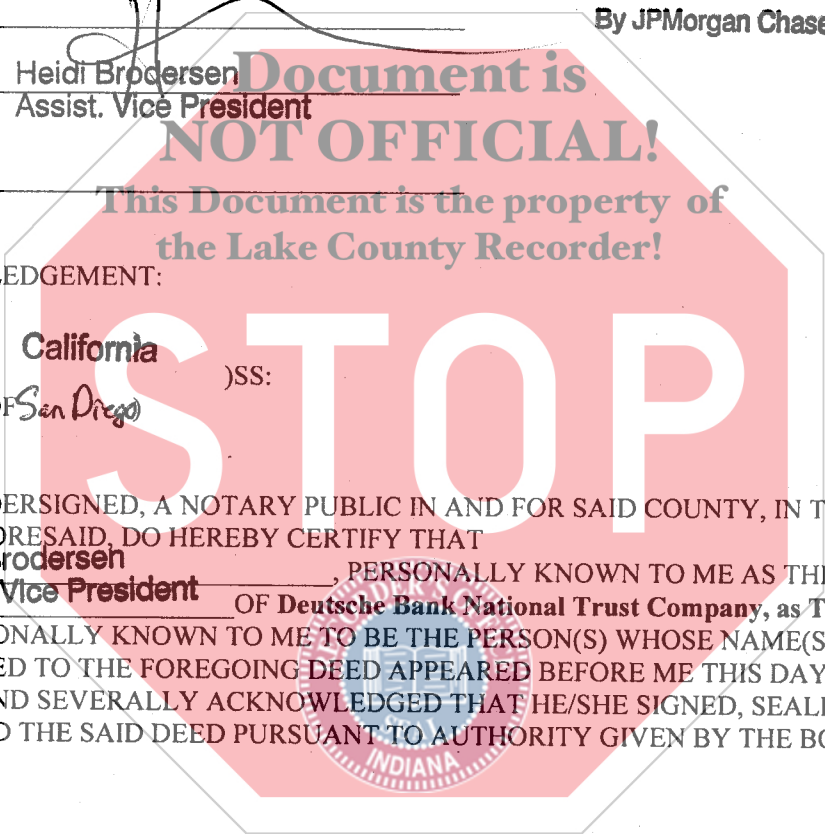 By JPMorgan Chase
Heidi Brodersen
Assist. Vice President
Document is
NOT OFFICIAL!
This Document is the property of
the Lake County Recorder!
LEDGEMENT:
California
)SS:
OF San Diego)
STOP
DERSIGNED, A NOTARY PUBLIC IN AND FOR SAID COUNTY, IN T
ORESAID, DO HEREBY CERTIFY THAT
rodersen
, PERSONALLY KNOWN TO ME AS THE
Vice President
OF Deutsche Bank National Trust Company, as T
ONALLY KNOWN TO ME TO BE THE PERSON(S) WHOSE NAME(S
ED TO THE FOREGOING DEED APPEARED BEFORE ME THIS DAY
ND SEVERALLY ACKNOWLEDGED THAT HE/SHE SIGNED, SEAL
D THE SAID DEED PURSUANT TO AUTHORITY GIVEN BY THE BO
SEAL
INDIANA